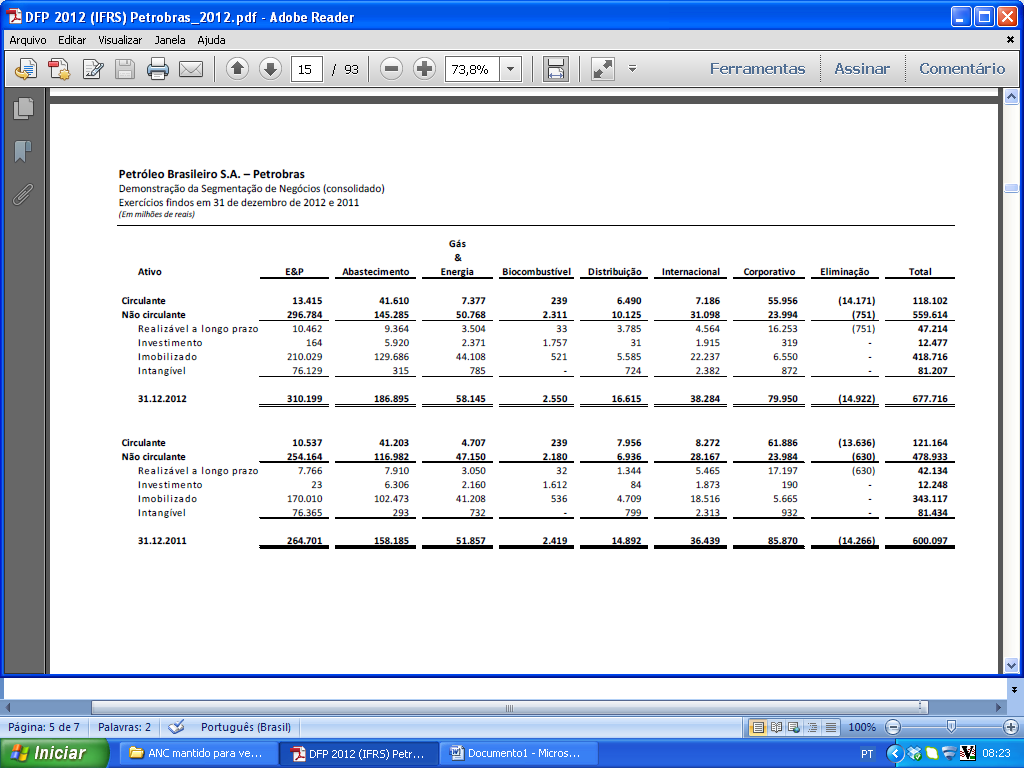 DFP 2012 (IFRS) Petrobras_2012.pdf - Adobe Reader
Arquivo Editar Visualizar Janela Ajuda
15 / 93 73,8% Ferramentas Assinar Comentário
Petróleo Brasileiro S.A. – Petrobras
Demonstração da Segmentação de Negócios (consolidado)
Exercícios findos em 31 de dezembro de 2012 e 2011
(Em milhões de reais)
Gás
&
Ativo E&P Abastecimento Energia Biocombustível Distribuição Internacional Corporativo Eliminação Total
Circulante 13.415 41.610 7.377 239 6.490 7.186 55.956 (14.171) 118.102
Não circulante 296.784 145.285 50.768 2.311 10.125 31.098 23.994 (751) 559.614
Realizável a longo prazo 10.462 9.364 3.504 33 3.785 4.564 16.253 (751) 47.214
Investimento 164 5.920 2.371 1.757 31 1.915 319 - 12.477
Imobilizado 210.029 129.686 44.108 521 5.585 22.237 6.550 - 418.716
Intangível 76.129 315 785 - 724 2.382 872 - 81.207
31.12.2012 310.199 186.895 58.145 2.550 16.615 38.284 79.950 (14.922) 677.716
Circulante 10.537 41.203 4.707 239 7.956 8.272 61.886 (13.636) 121.164
Não circulante 254.164 116.982 47.150 2.180 6.936 28.167 23.984 (630) 478.933
Realizável a longo prazo 7.766 7.910 3.050 32 1.344 5.465 17.197 (630) 42.134
Investimento 23 6.306 2.160 1.612 84 1.873 190 - 12.248
Imobilizado 170.010 102.473 41.208 536 4.709 18.516 5.665 - 343.117
Intangível 76.365 293 732 - 799 2.313 932 - 81.434
31.12.2011 264.701 158.185 51.857 2.419 14.892 36.439 85.870 (14.266) 600.097
Página: 5 de 7 Palavras: 2 Português (Brasil) 100%
Iniciar ANC mantido para ve... DFP 2012 (IFRS) Petr... Documento1 - Micros... PT 08:23